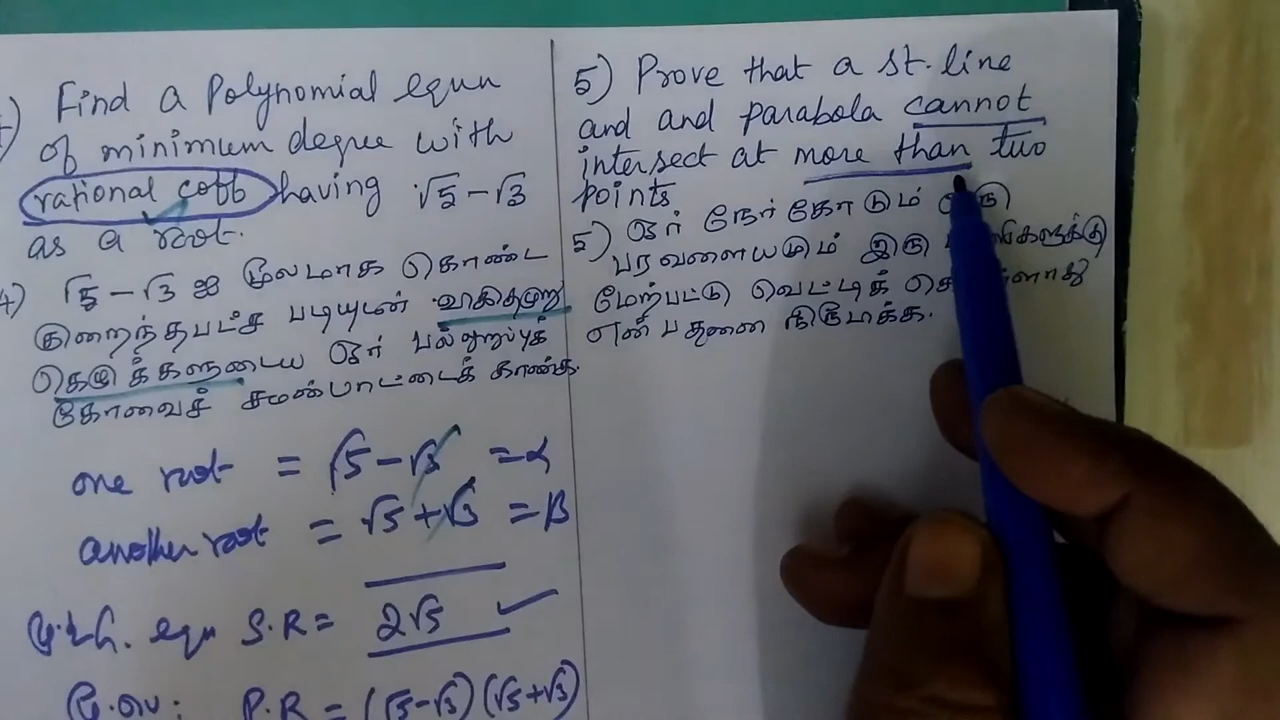 Find a Polynomial equn
of minimum degree with
rational coff having √5 - √3
as a root.
4) √5 - √3 ஐ மூலமாக கொண்ட
குறைந்தபட்ச படியுடன் விகிதமுறு
கெழுக்களுடைய ஓர் பல்லுறுப்புக்
கோவைச் சமன்பாட்டைக் காண்க.
one root = √5 - √3 = α
another root = √5 + √3 = β
equn S.R = 2√5 ✓
P.R = (√5-√3)(√5+√3)
5) Prove that a st. line
and and parabola cannot
intersect at more than two
points
5) ஓர் நேர் கோடும் ஒரு
பரவளையமும் இரு
மேற்பட்டு வெட்டிக்
என்பதனை நிரூபிக்க.